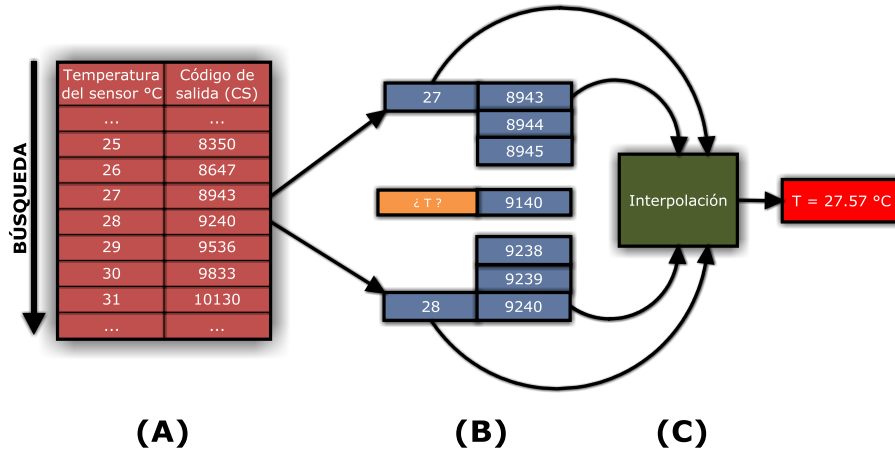 BÚSQUEDA
Temperatura del sensor °C
Código de salida (CS)
... ...
25 8350
26 8647
27 8943
28 9240
29 9536
30 9833
31 10130
... ...
27 8943
8944
8945
¿ T ? 9140
9238
9239
28 9240
Interpolación
T = 27.57 °C
(A) (B) (C)